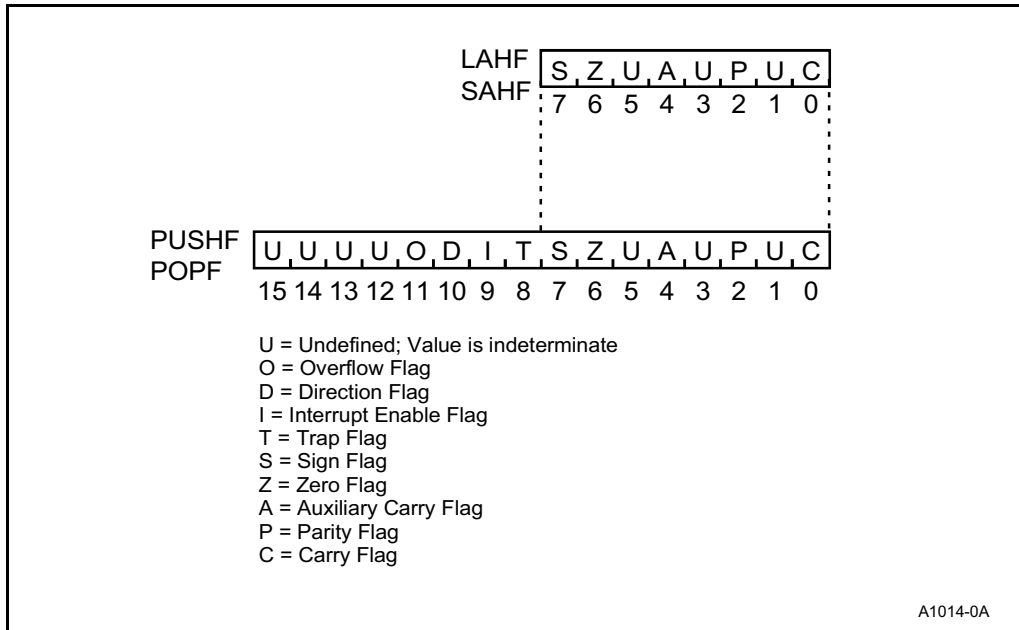 LAHF
SAHF
S Z U A U P U C
7 6 5 4 3 2 1 0
PUSHF
POPF
U U U U O D I T S Z U A U P U C
15 14 13 12 11 10 9 8 7 6 5 4 3 2 1 0
U = Undefined; Value is indeterminate
O = Overflow Flag
D = Direction Flag
I = Interrupt Enable Flag
T = Trap Flag
S = Sign Flag
Z = Zero Flag
A = Auxiliary Carry Flag
P = Parity Flag
C = Carry Flag
A1014-0A